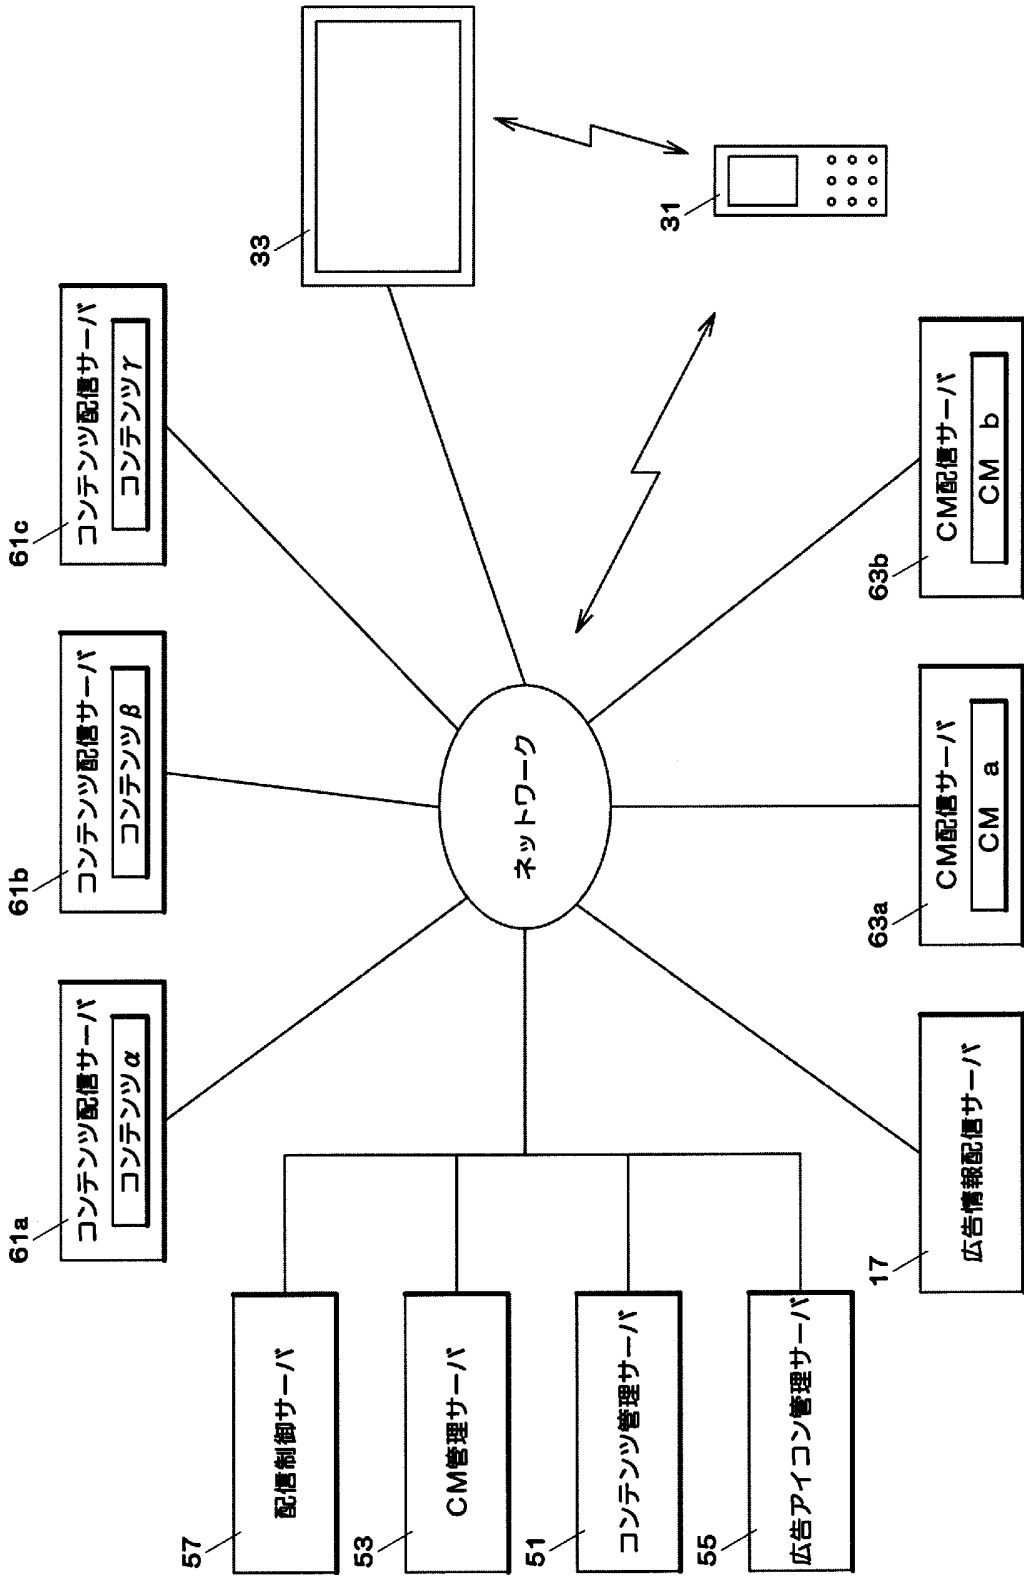 61a
コンテンツ配信サーバ
コンテンツα
61b
コンテンツ配信サーバ
コンテンツβ
61c
コンテンツ配信サーバ
コンテンツγ
33
57
配信制御サーバ
53
CM管理サーバ
51
コンテンツ管理サーバ
55
広告アイコン管理サーバ
ネットワーク
31
17
広告情報配信サーバ
63a
CM配信サーバ
CM a
63b
CM配信サーバ
CM b